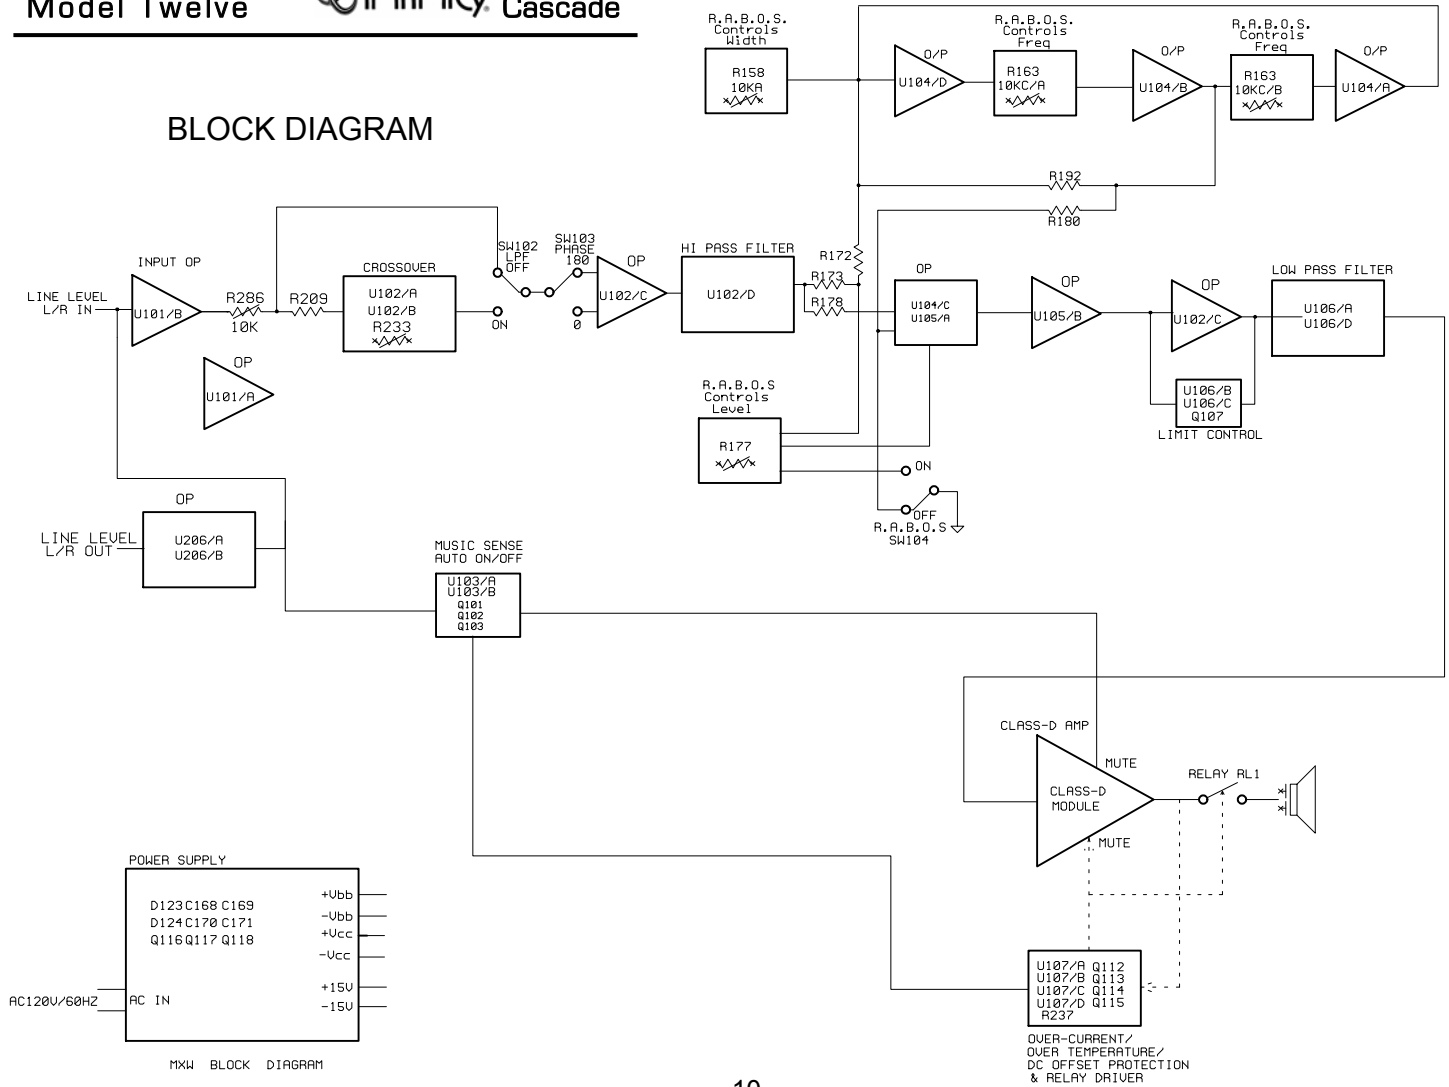 Model Twelve
Infinity. Cascade
BLOCK DIAGRAM
R.A.B.O.S.
Controls
Width
R158
10KA
O/P
U104/D
R.A.B.O.S.
Controls
Freq
R163
10KC/A
O/P
U104/B
R.A.B.O.S.
Controls
Freq
R163
10KC/B
O/P
U104/A
R192
R180
INPUT OP
LINE LEVEL
L/R IN
U101/B
R286
10K
R209
OP
U101/A
CROSSOVER
U102/A
U102/B
R233
SW102
LPF
OFF
ON
SW103
PHASE
180
0
OP
U102/C
HI PASS FILTER
U102/D
R172
R173
R178
OP
U104/C
U105/A
OP
U105/B
OP
U102/C
LOW PASS FILTER
U106/A
U106/D
U106/B
U106/C
Q107
LIMIT CONTROL
R.A.B.O.S
Controls
Level
R177
ON
OFF
R.A.B.O.S
SW104
OP
LINE LEVEL
L/R OUT
U206/A
U206/B
MUSIC SENSE
AUTO ON/OFF
U103/A
U103/B
Q101
Q102
Q103
CLASS-D AMP
MUTE
CLASS-D
MODULE
MUTE
RELAY RL1
POWER SUPPLY
D123 C168 C169
D124 C170 C171
Q116 Q117 Q118
+Vbb
-Vbb
+Vcc
-Vcc
+15V
-15V
AC120V/60HZ
AC IN
MXW BLOCK DIAGRAM
U107/A Q112
U107/B Q113
U107/C Q114
U107/D Q115
R237
OVER-CURRENT/
OVER TEMPERATURE/
DC OFFSET PROTECTION
& RELAY DRIVER
10